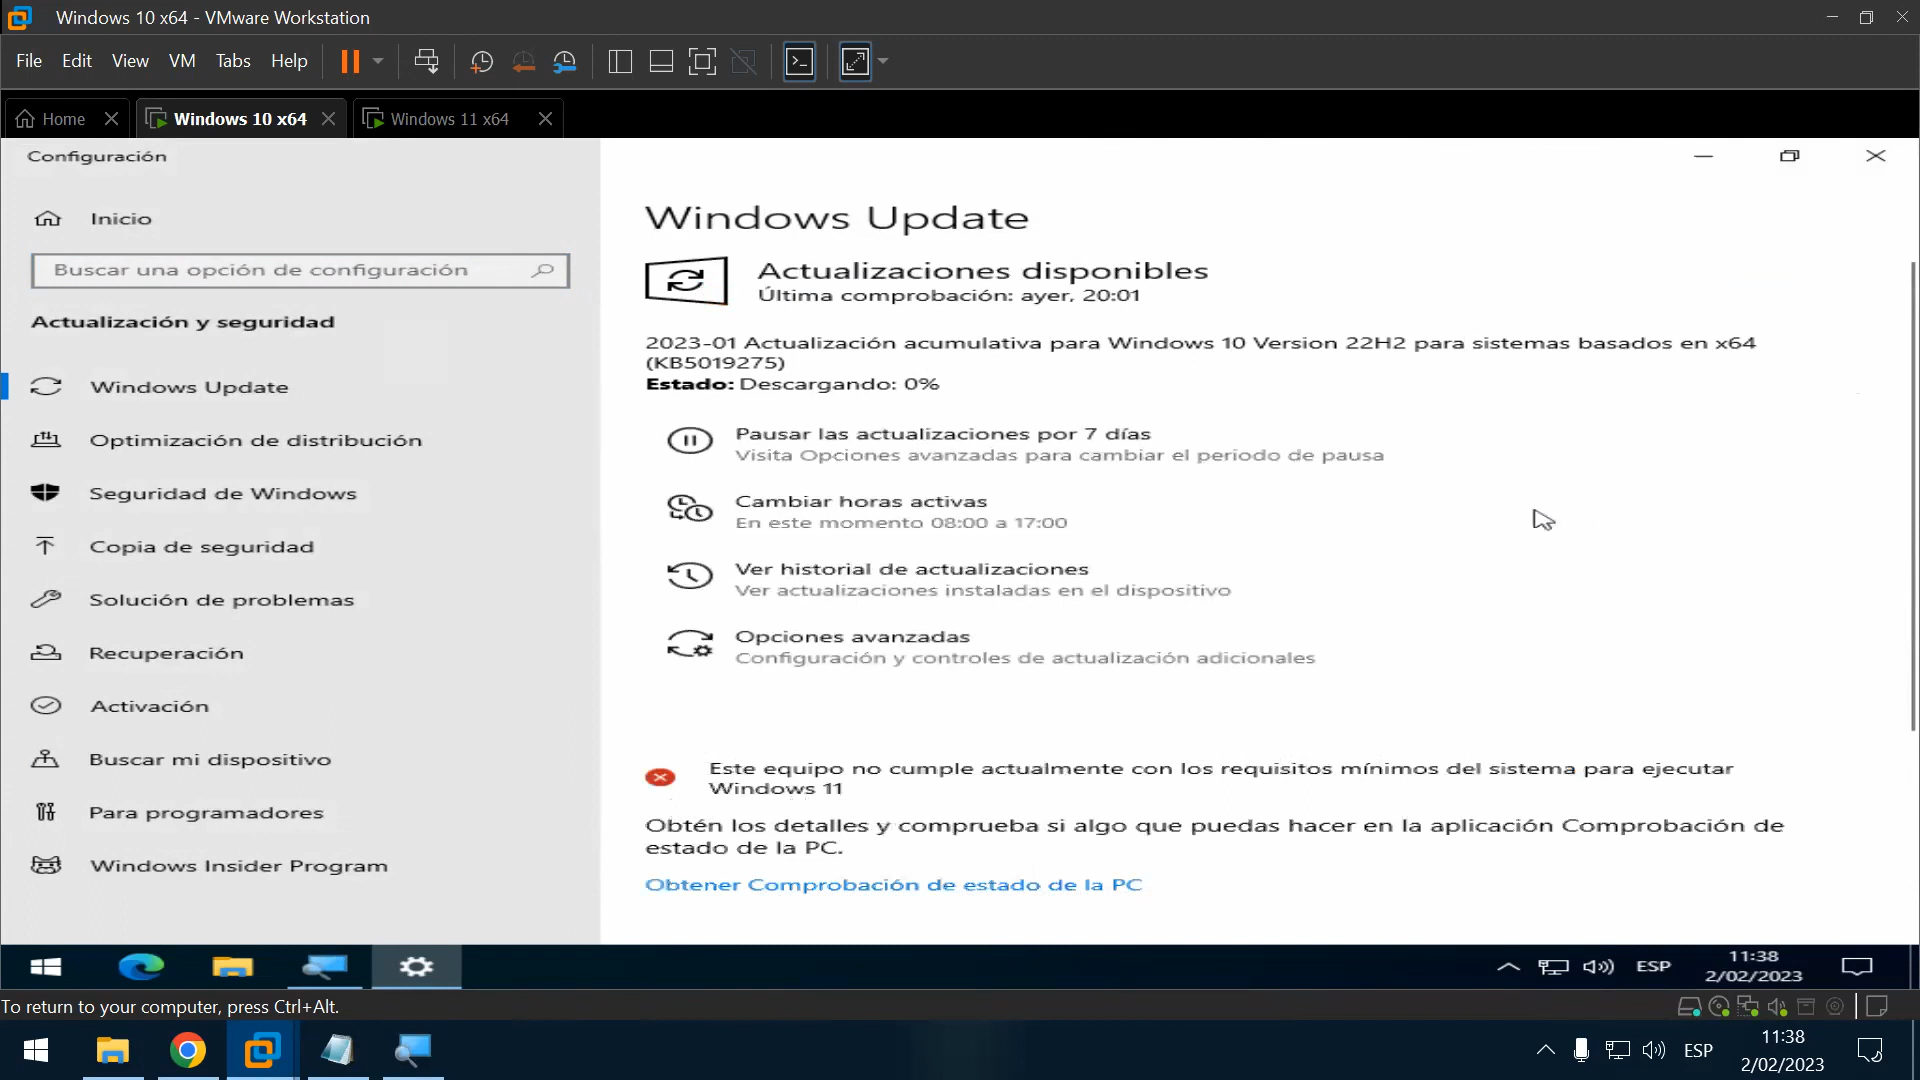 Windows 10 x64 - VMware Workstation
File Edit View VM Tabs Help
Home Windows 10 x64 Windows 11 x64
Configuración
Inicio
Buscar una opción de configuración
Actualización y seguridad
Windows Update
Optimización de distribución
Seguridad de Windows
Copia de seguridad
Solución de problemas
Recuperación
Activación
Buscar mi dispositivo
Para programadores
Windows Insider Program
Windows Update
Actualizaciones disponibles
Última comprobación: ayer, 20:01
2023-01 Actualización acumulativa para Windows 10 Version 22H2 para sistemas basados en x64
(KB5019275)
Estado: Descargando: 0%
Pausar las actualizaciones por 7 días
Visita Opciones avanzadas para cambiar el periodo de pausa
Cambiar horas activas
En este momento 08:00 a 17:00
Ver historial de actualizaciones
Ver actualizaciones instaladas en el dispositivo
Opciones avanzadas
Configuración y controles de actualización adicionales
Este equipo no cumple actualmente con los requisitos mínimos del sistema para ejecutar
Windows 11
Obtén los detalles y comprueba si algo que puedas hacer en la aplicación Comprobación de
estado de la PC.
Obtener Comprobación de estado de la PC
ESP
11:38
2/02/2023
To return to your computer, press Ctrl+Alt.
ESP
11:38
2/02/2023